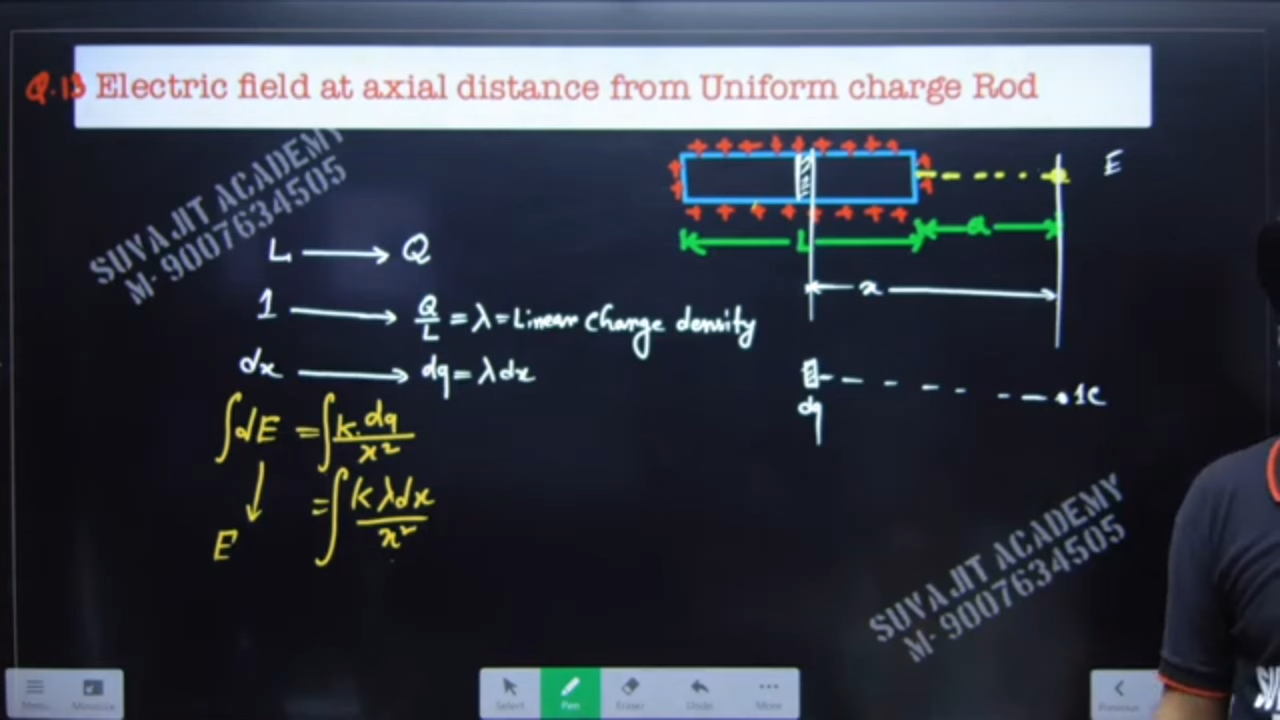 Q.13 Electric field at axial distance from Uniform charge Rod
SUVAJIT ACADEMY
M- 9007634505
E
L
a
x
L → Q
1 → Q/L = λ = Linear Charge density
dx → dq = λdx
dq
1C
∫dE = ∫k.dq/x²
= ∫kλdx/x²
E
SUVAJIT ACADEMY
M- 9007634505
Select
Pen
Eraser
Undo
More
Previous